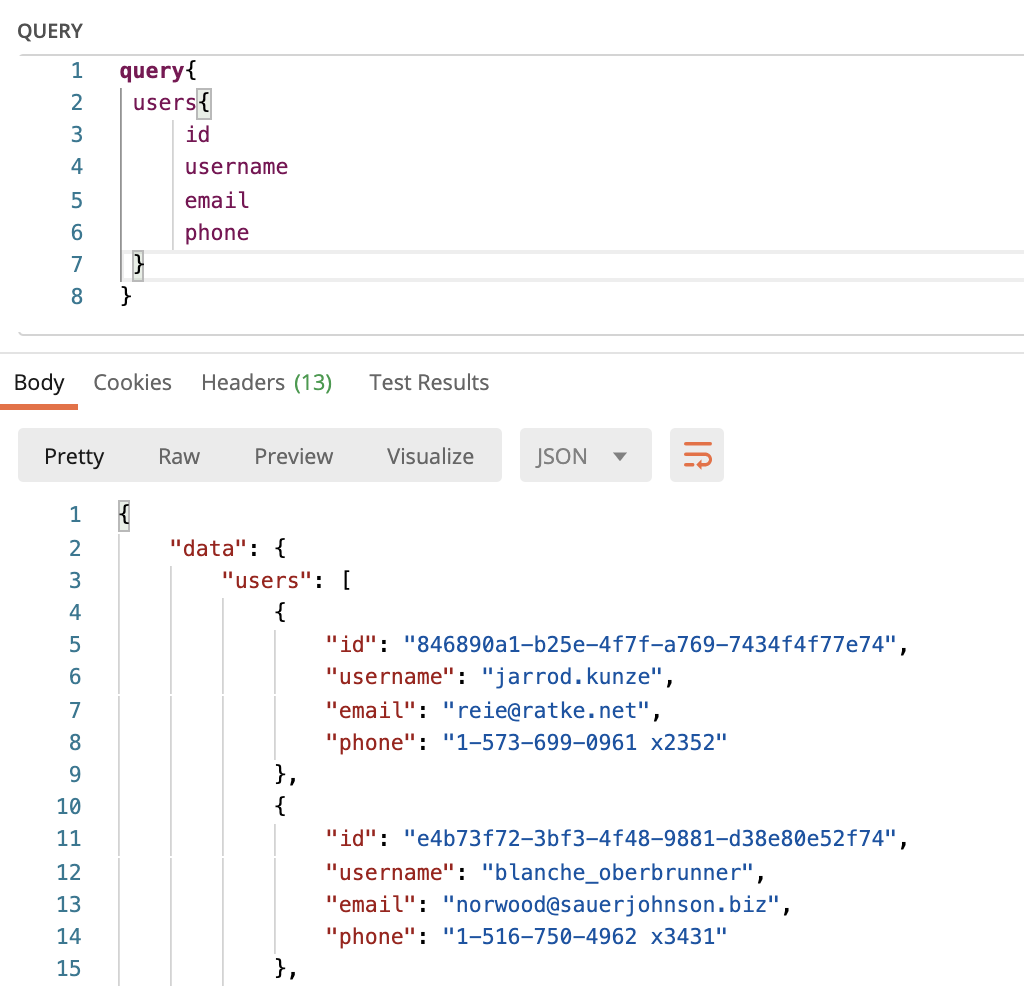 QUERY
1 query{
2 users{
3 id
4 username
5 email
6 phone
7 }
8 }
Body Cookies Headers (13) Test Results
Pretty Raw Preview Visualize JSON
1 {
2 "data": {
3 "users": [
4 {
5 "id": "846890a1-b25e-4f7f-a769-7434f4f77e74",
6 "username": "jarrod.kunze",
7 "email": "reie@ratke.net",
8 "phone": "1-573-699-0961 x2352"
9 },
10 {
11 "id": "e4b73f72-3bf3-4f48-9881-d38e80e52f74",
12 "username": "blanche_oberbrunner",
13 "email": "norwood@sauerjohnson.biz",
14 "phone": "1-516-750-4962 x3431"
15 },